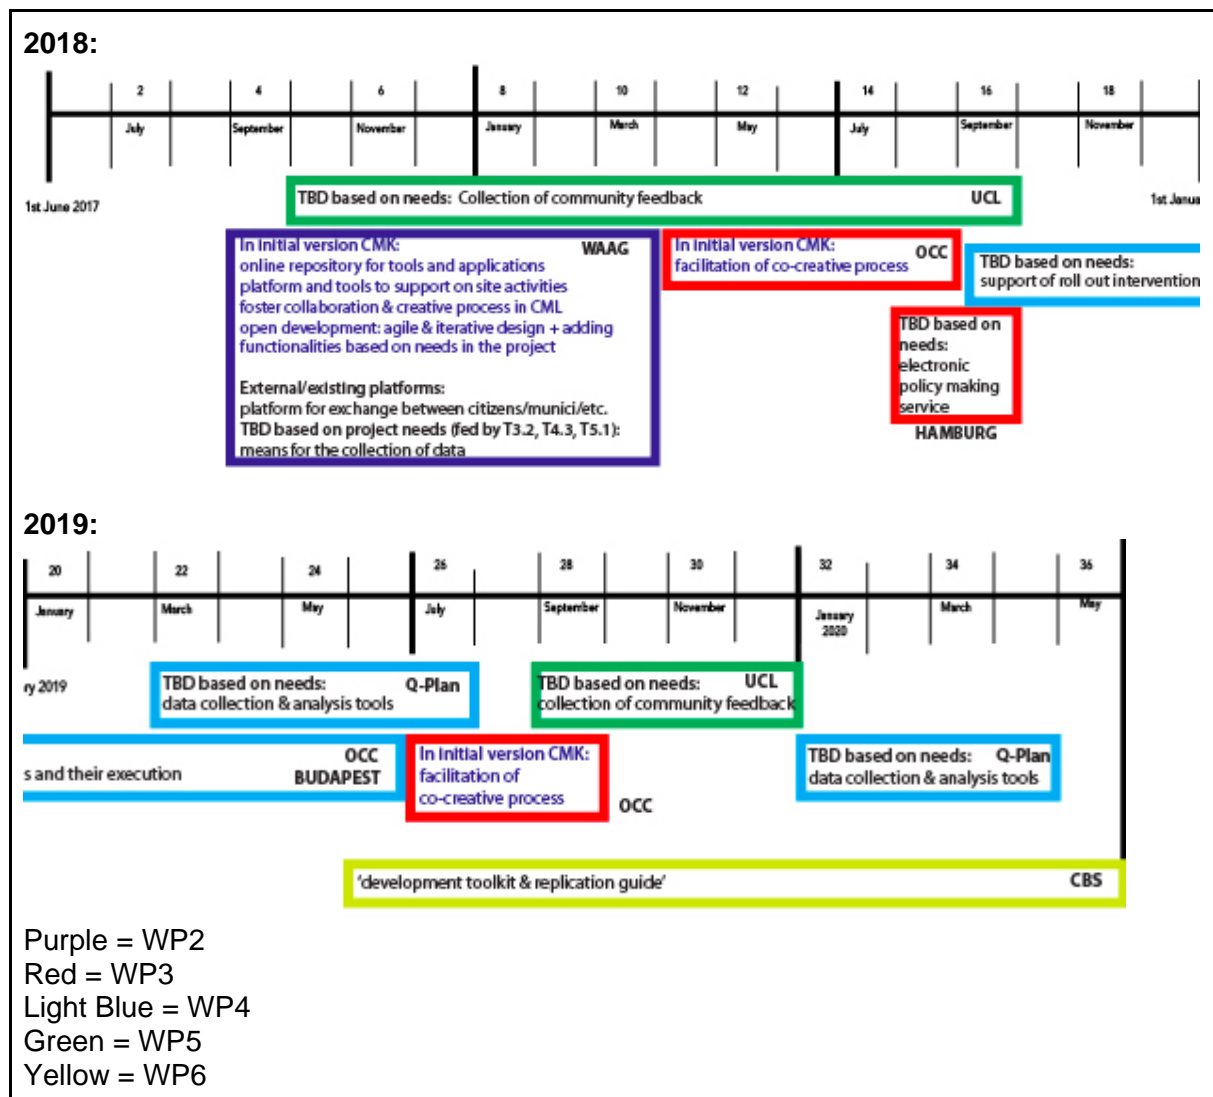 2018:
2 4 6 8 10 12 14 16 18
July September November January March May July September November
1st June 2017
1st Janua
TBD based on needs: Collection of community feedback UCL
In initial version CMK: WAAG
online repository for tools and applications
platform and tools to support on site activities
foster collaboration & creative process in CML
open development: agile & iterative design + adding
functionalities based on needs in the project
External/existing platforms:
platform for exchange between citizens/munici/etc.
TBD based on project needs (fed by T3.2, T4.3, T5.1):
means for the collection of data
In initial version CMK: OCC
facilitation of co-creative process
TBD based on needs:
support of roll out intervention
TBD based on
needs:
electronic
policy making
service
HAMBURG
2019:
20 22 24 26 28 30 32 34 36
January March May July September November January 2020 March May
ry 2019
TBD based on needs: Q-Plan
data collection & analysis tools
TBD based on needs: UCL
collection of community feedback
s and their execution
OCC
BUDAPEST
In initial version CMK:
facilitation of
co-creative process
OCC
TBD based on needs: Q-Plan
data collection & analysis tools
'development toolkit & replication guide' CBS
Purple = WP2
Red = WP3
Light Blue = WP4
Green = WP5
Yellow = WP6